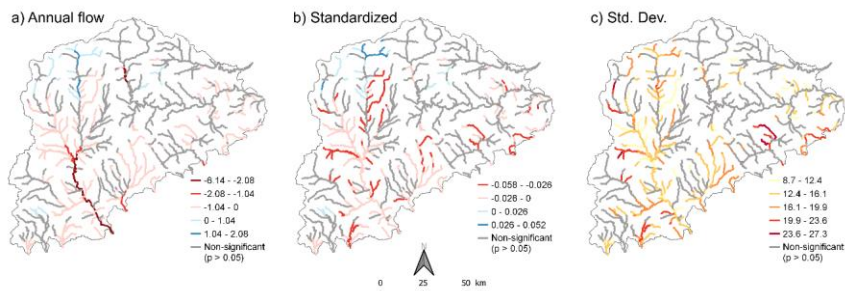 a) Annual flow
b) Standardized
c) Std. Dev.
-6.14 - -2.08
-2.08 - -1.04
-1.04 - 0
0 - 1.04
1.04 - 2.08
Non-significant
(p > 0.05)
-0.058 - -0.026
-0.026 - 0
0 - 0.026
0.026 - 0.052
Non-significant
(p > 0.05)
8.7 - 12.4
12.4 - 16.1
16.1 - 19.9
19.9 - 23.6
23.6 - 27.3
Non-significant
(p > 0.05)
N
0 25 50 km